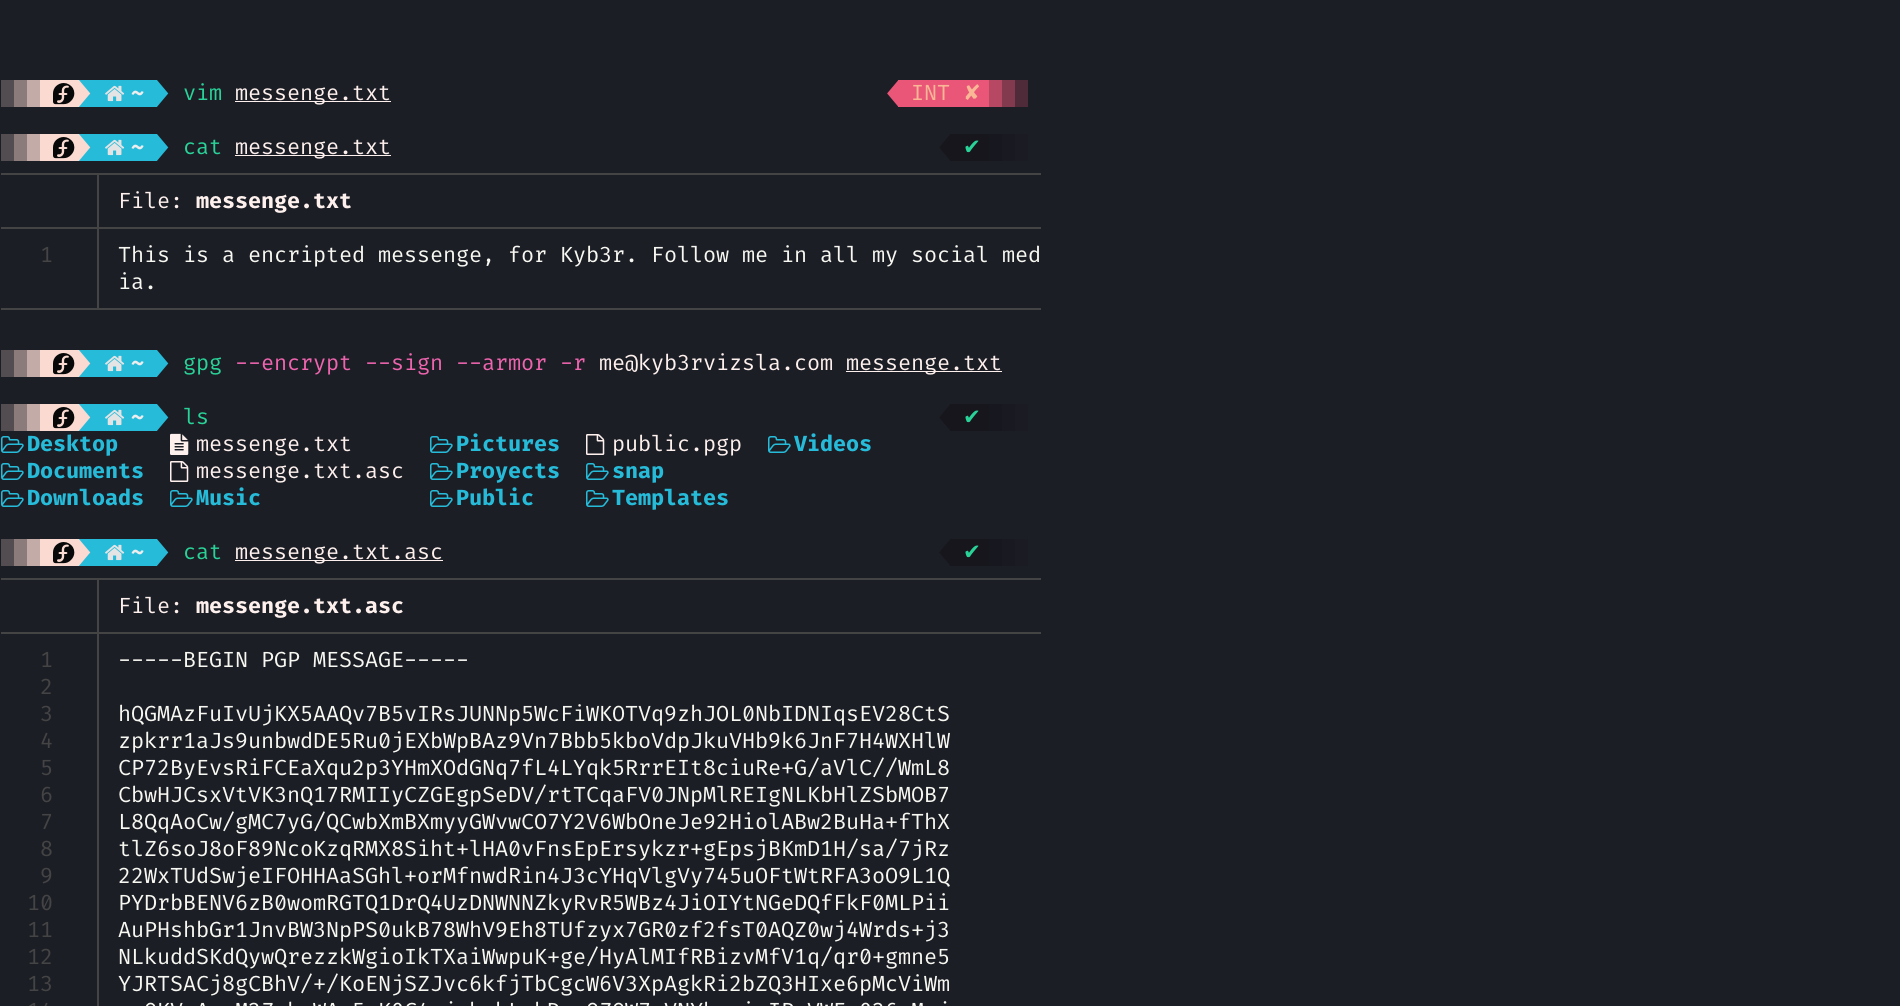 ~ vim messenge.txt INT ✘
~ cat messenge.txt ✔
File: messenge.txt
1 This is a encripted messenge, for Kyb3r. Follow me in all my social med
ia.
~ gpg --encrypt --sign --armor -r me@kyb3rvizsla.com messenge.txt
~ ls ✔
Desktop messenge.txt Pictures public.pgp Videos
Documents messenge.txt.asc Proyects snap
Downloads Music Public Templates
~ cat messenge.txt.asc ✔
File: messenge.txt.asc
1 -----BEGIN PGP MESSAGE-----
2
3 hQGMAzFuIvUjKX5AAQv7B5vIRsJUNNp5WcFiWKOTVq9zhJOL0NbIDNIqsEV28CtS
4 zpkrr1aJs9unbwdDE5Ru0jEXbWpBAz9Vn7Bbb5kboVdpJkuVHb9k6JnF7H4WXHlW
5 CP72ByEvsRiFCEaXqu2p3YHmXOdGNq7fL4LYqk5RrrEIt8ciuRe+G/aVlC//WmL8
6 CbwHJCsxVtVK3nQ17RMIIyCZGEgpSeDV/rtTCqaFV0JNpMlREIgNLKbHlZSbMOB7
7 L8QqAoCw/gMC7yG/QCwbXmBXmyyGWvwCO7Y2V6WbOneJe92HiolABw2BuHa+fThX
8 tlZ6soJ8oF89NcoKzqRMX8Siht+lHA0vFnsEpErsykzr+gEpsjBKmD1H/sa/7jRz
9 22WxTUdSwjeIFOHHAaSGhl+orMfnwdRin4J3cYHqVlgVy745uOFtWtRFA3oO9L1Q
10 PYDrbBENV6zB0womRGTQ1DrQ4UzDNWNNZkyRvR5WBz4JiOIYtNGeDQfFkF0MLPii
11 AuPHshbGr1JnvBW3NpPS0ukB78WhV9Eh8TUfzyx7GR0zf2fsT0AQZ0wj4Wrds+j3
12 NLkuddSKdQywQrezzkWgioIkTXaiWwpuK+ge/HyAlMIfRBizvMfV1q/qr0+gmne5
13 YJRTSACj8gCBhV/+/KoENjSZJvc6kfjTbCgcW6V3XpAgkRi2bZQ3HIxe6pMcViWm